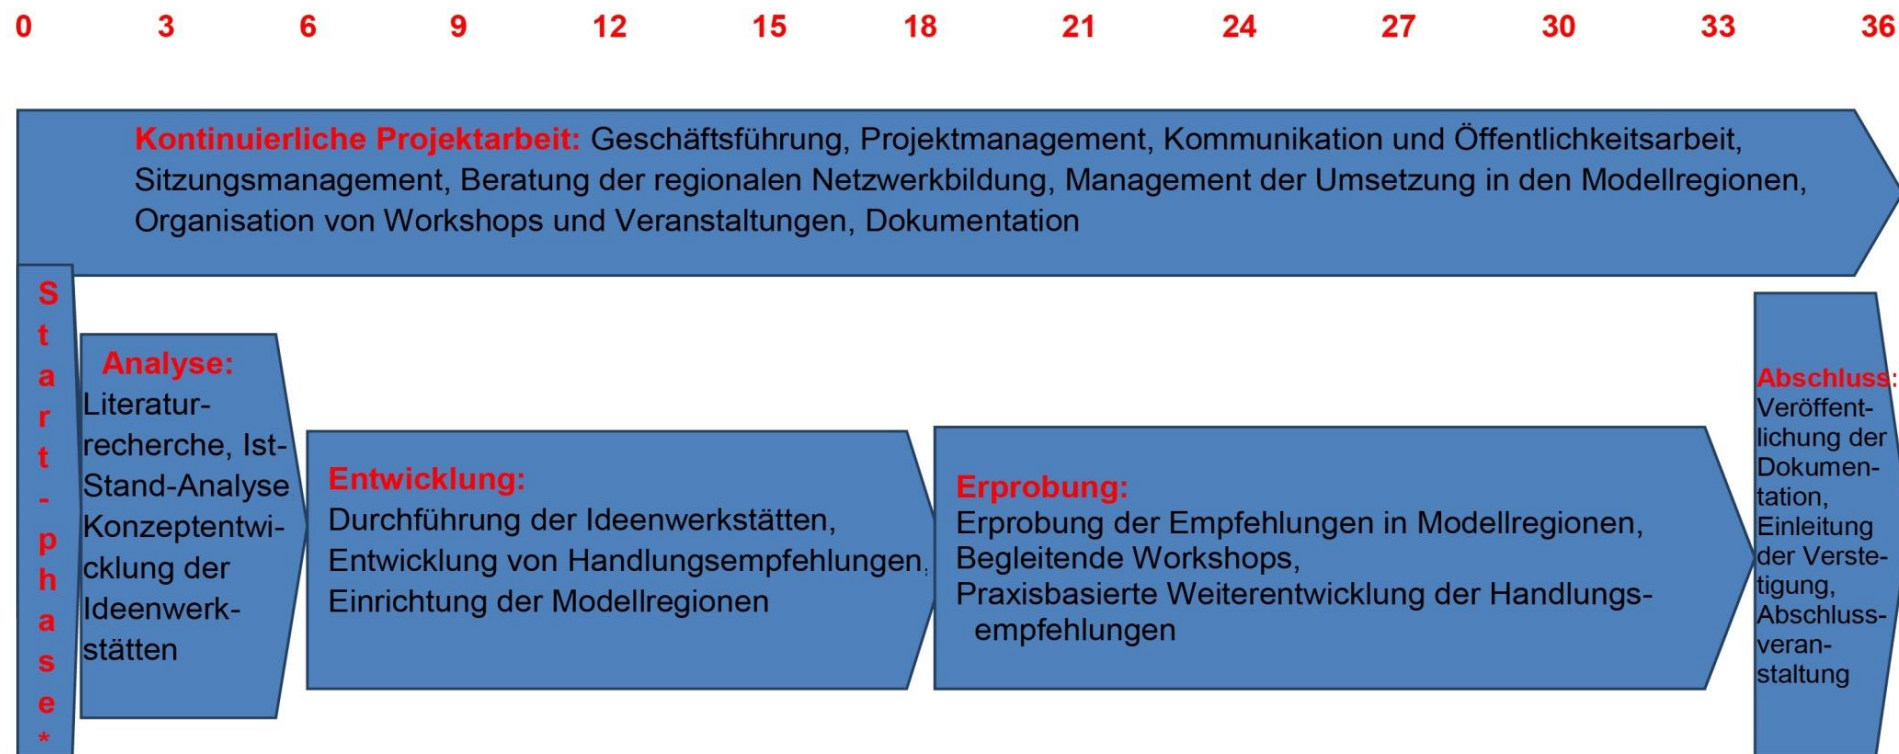 0 3 6 9 12 15 18 21 24 27 30 33 36
Kontinuierliche Projektarbeit: Geschäftsführung, Projektmanagement, Kommunikation und Öffentlichkeitsarbeit,
Sitzungsmanagement, Beratung der regionalen Netzwerkbildung, Management der Umsetzung in den Modellregionen,
Organisation von Workshops und Veranstaltungen, Dokumentation
S
t
a
r
t
-
p
h
a
s
e
*
Analyse:
Literatur-
recherche, Ist-
Stand-Analyse
Konzeptentwi-
cklung der
Ideenwerk-
stätten
Entwicklung:
Durchführung der Ideenwerkstätten,
Entwicklung von Handlungsempfehlungen,
Einrichtung der Modellregionen
Erprobung:
Erprobung der Empfehlungen in Modellregionen,
Begleitende Workshops,
Praxisbasierte Weiterentwicklung der Handlungs-
empfehlungen
Abschluss:
Veröffent-
lichung der
Dokumen-
tation,
Einleitung
der Verste-
tigung,
Abschluss-
veran-
staltung